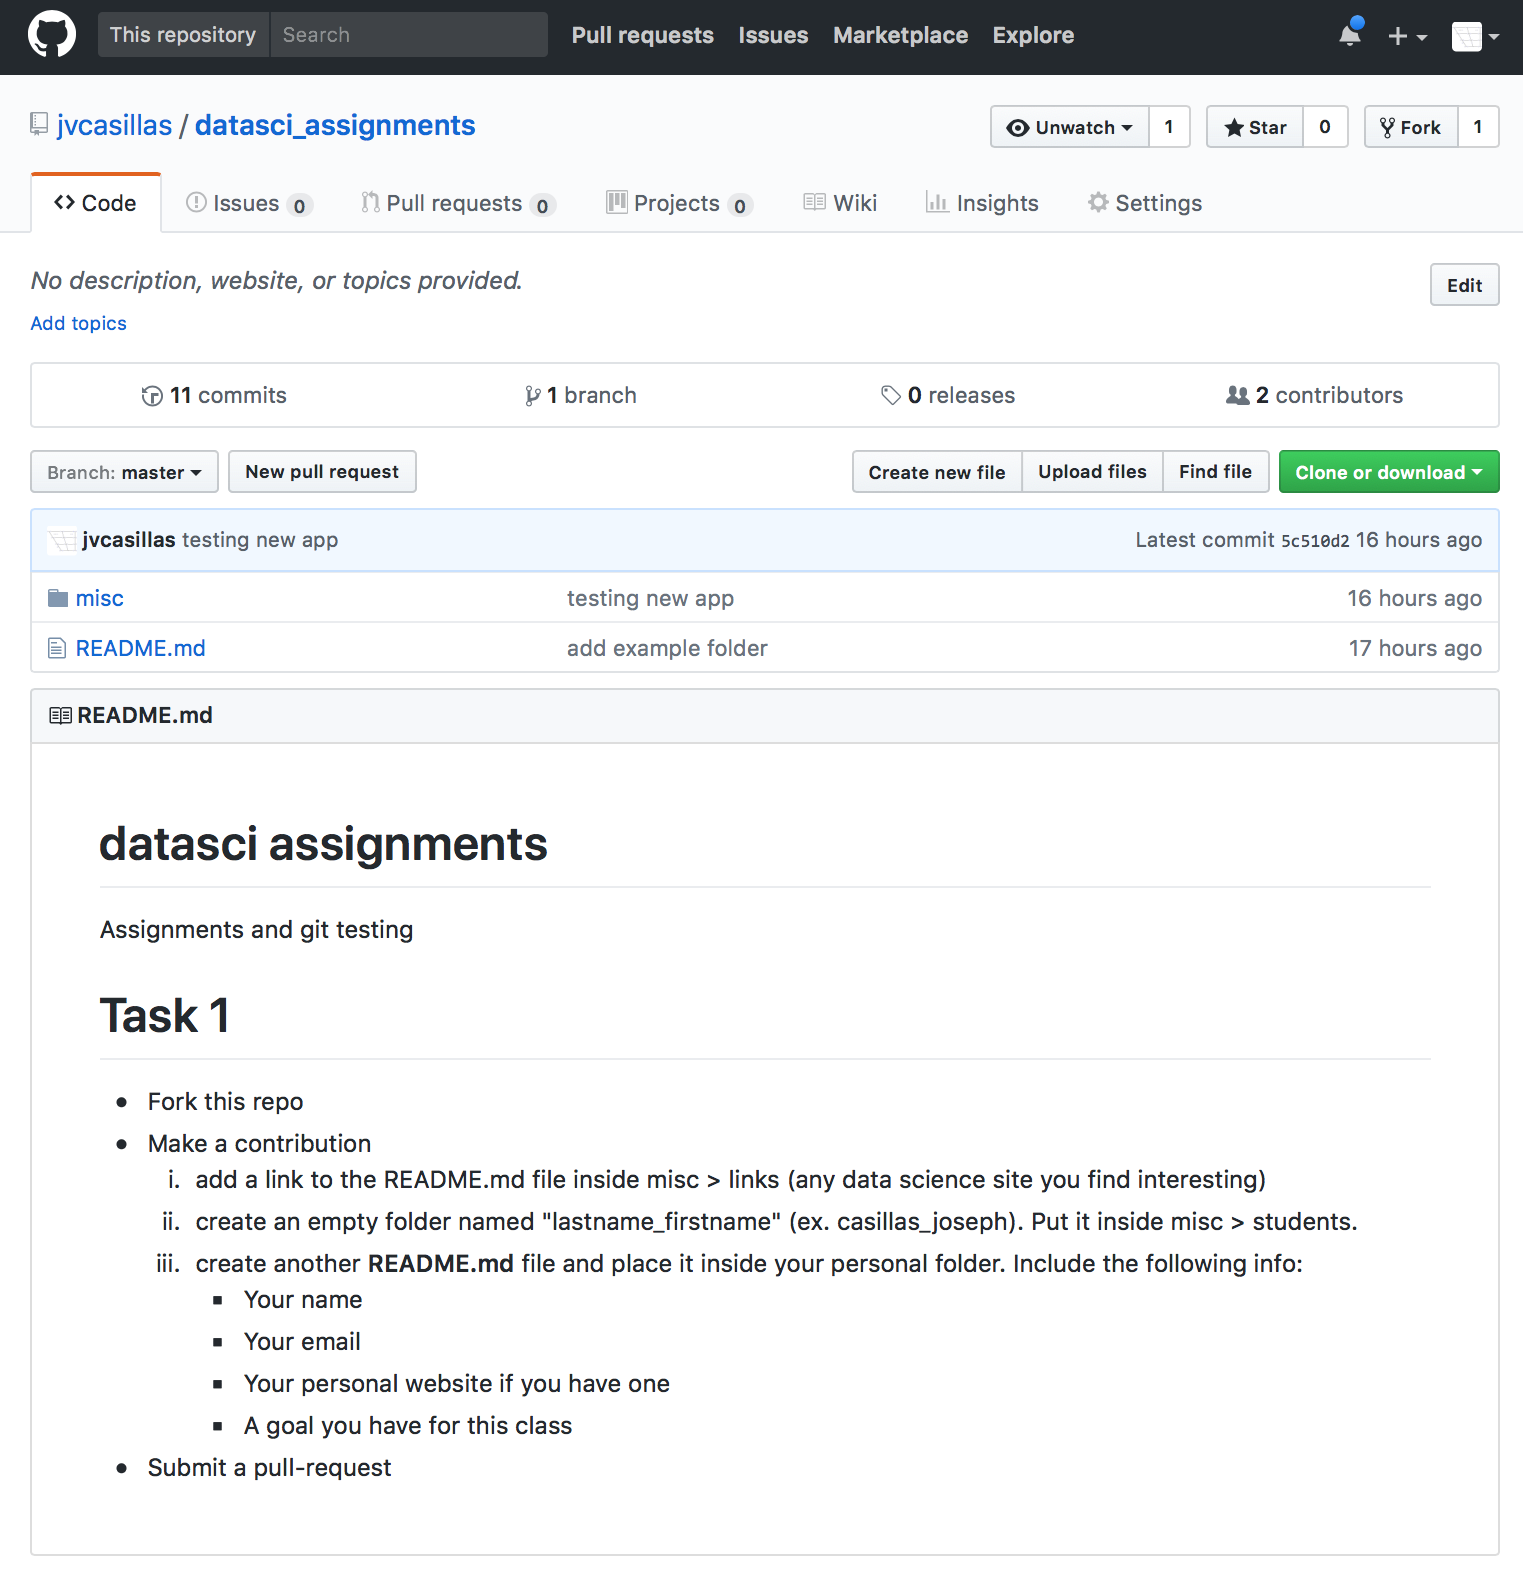 This repository Search Pull requests Issues Marketplace Explore
jvcasillas / datasci_assignments Unwatch 1 Star 0 Fork 1
Code Issues 0 Pull requests 0 Projects 0 Wiki Insights Settings
No description, website, or topics provided. Edit
Add topics
11 commits 1 branch 0 releases 2 contributors
Branch: master New pull request Create new file Upload files Find file Clone or download
jvcasillas testing new app Latest commit 5c510d2 16 hours ago
misc testing new app 16 hours ago
README.md add example folder 17 hours ago
README.md
datasci assignments
Assignments and git testing
Task 1
• Fork this repo
• Make a contribution
i. add a link to the README.md file inside misc > links (any data science site you find interesting)
ii. create an empty folder named "lastname_firstname" (ex. casillas_joseph). Put it inside misc > students.
iii. create another README.md file and place it inside your personal folder. Include the following info:
▪ Your name
▪ Your email
▪ Your personal website if you have one
▪ A goal you have for this class
• Submit a pull-request